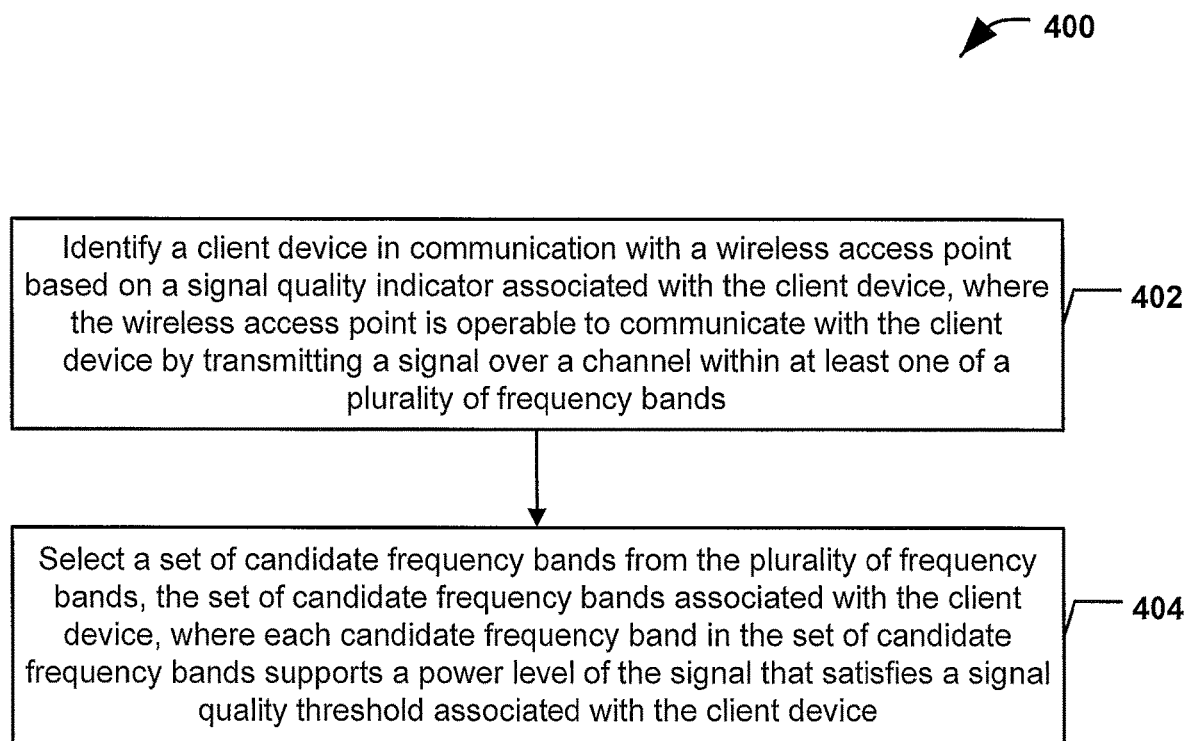 400
Identify a client device in communication with a wireless access point
based on a signal quality indicator associated with the client device, where
the wireless access point is operable to communicate with the client
device by transmitting a signal over a channel within at least one of a
plurality of frequency bands
402
Select a set of candidate frequency bands from the plurality of frequency
bands, the set of candidate frequency bands associated with the client
device, where each candidate frequency band in the set of candidate
frequency bands supports a power level of the signal that satisfies a signal
quality threshold associated with the client device
404